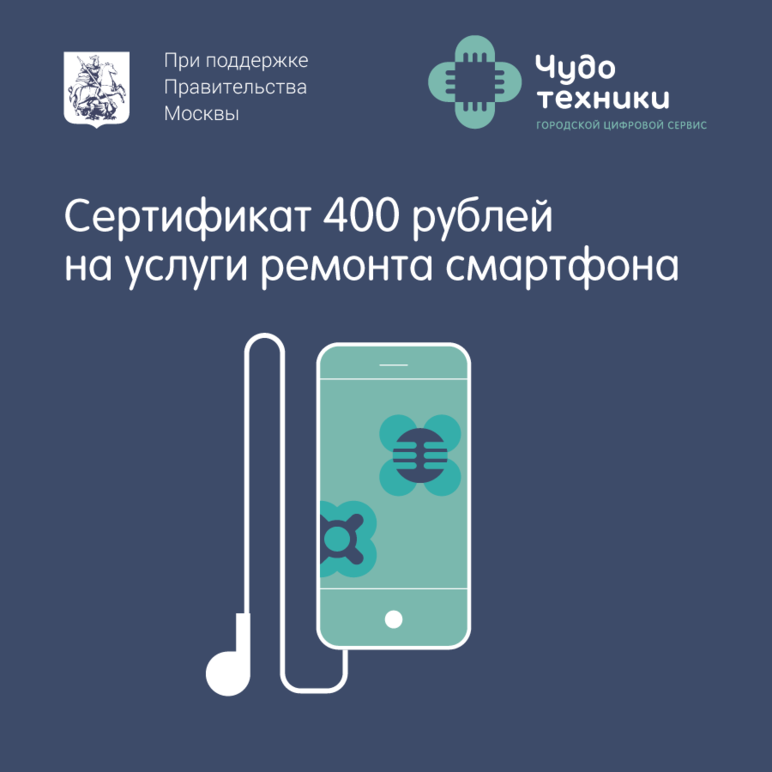 При поддержке
Правительства
Москвы
Чудо
техники
ГОРОДСКОЙ ЦИФРОВОЙ СЕРВИС
Сертификат 400 рублей
на услуги ремонта смартфона